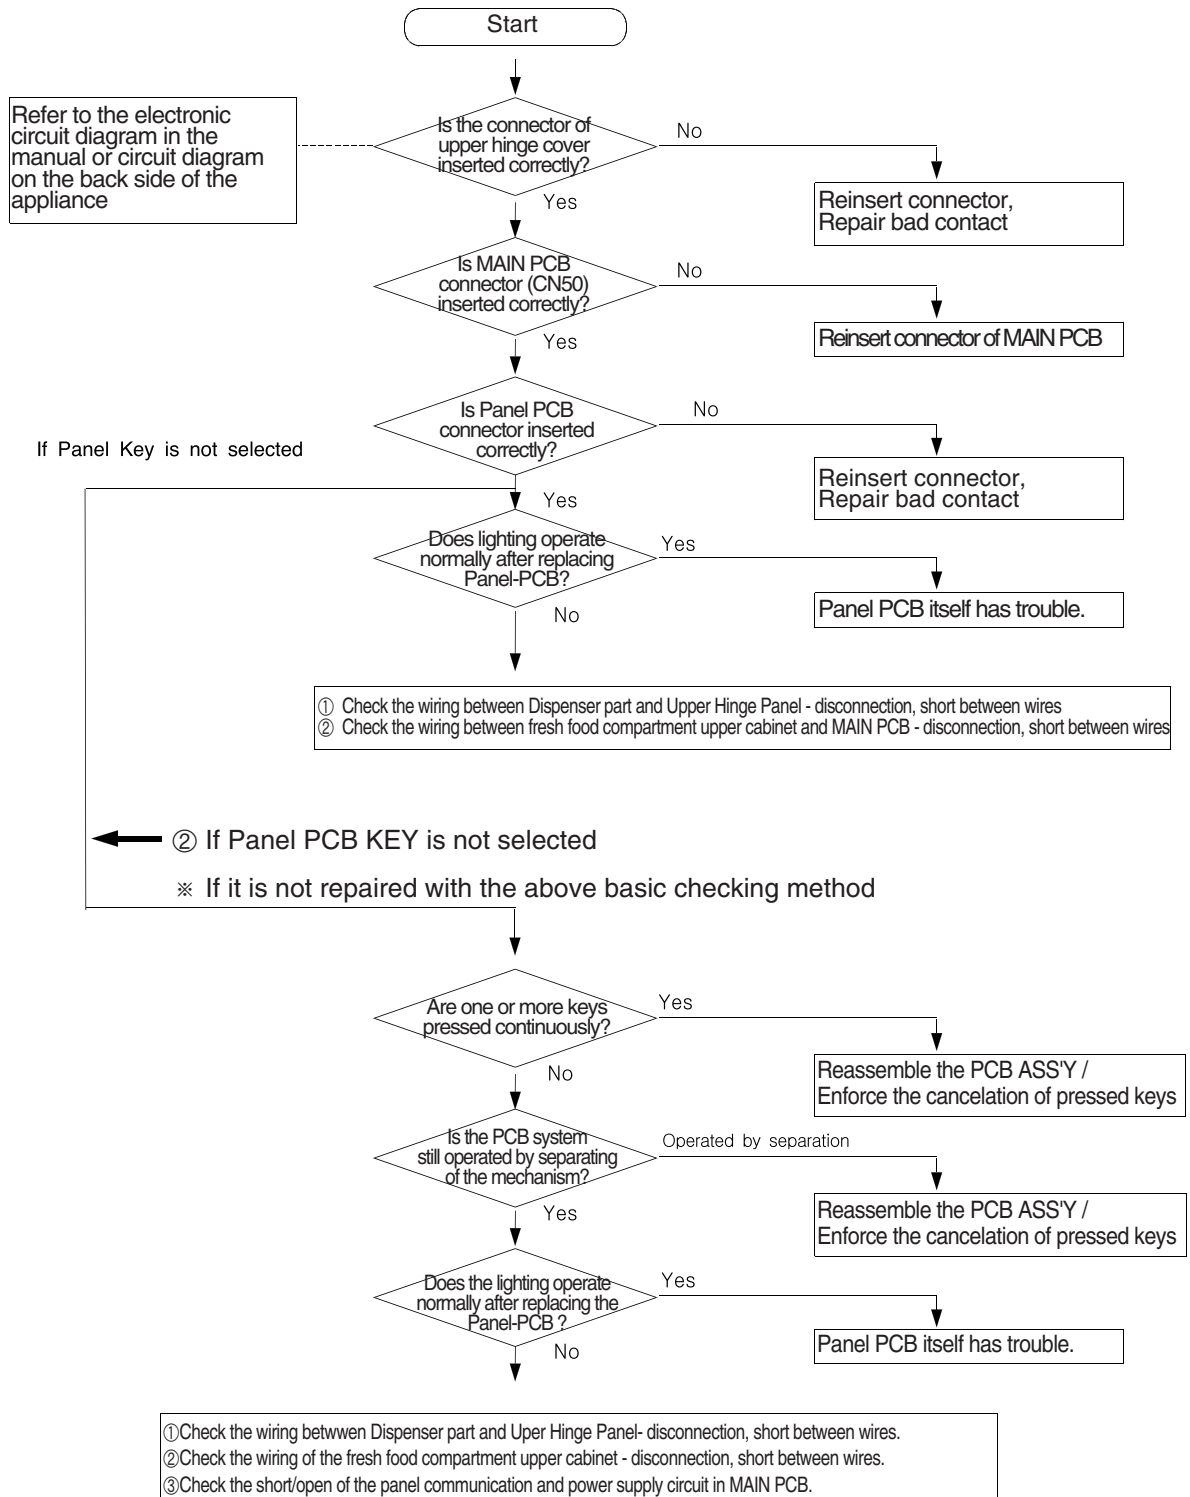 Start
Refer to the electronic
circuit diagram in the
manual or circuit diagram
on the back side of the
appliance
Is the connector of
upper hinge cover
inserted correctly?
No
Yes
Reinsert connector,
Repair bad contact
Is MAIN PCB
connector (CN50)
inserted correctly?
No
Yes
Reinsert connector of MAIN PCB
Is Panel PCB
connector inserted
correctly?
No
If Panel Key is not selected
Yes
Reinsert connector,
Repair bad contact
Does lighting operate
normally after replacing
Panel-PCB?
Yes
No
Panel PCB itself has trouble.
① Check the wiring between Dispenser part and Upper Hinge Panel - disconnection, short between wires
② Check the wiring between fresh food compartment upper cabinet and MAIN PCB - disconnection, short between wires
② If Panel PCB KEY is not selected
※ If it is not repaired with the above basic checking method
Are one or more keys
pressed continuously?
Yes
No
Reassemble the PCB ASS'Y /
Enforce the cancelation of pressed keys
Is the PCB system
still operated by separating
of the mechanism?
Operated by separation
Yes
Reassemble the PCB ASS'Y /
Enforce the cancelation of pressed keys
Does the lighting operate
normally after replacing the
Panel-PCB ?
Yes
No
Panel PCB itself has trouble.
①Check the wiring betwwen Dispenser part and Uper Hinge Panel- disconnection, short between wires.
②Check the wiring of the fresh food compartment upper cabinet - disconnection, short between wires.
③Check the short/open of the panel communication and power supply circuit in MAIN PCB.